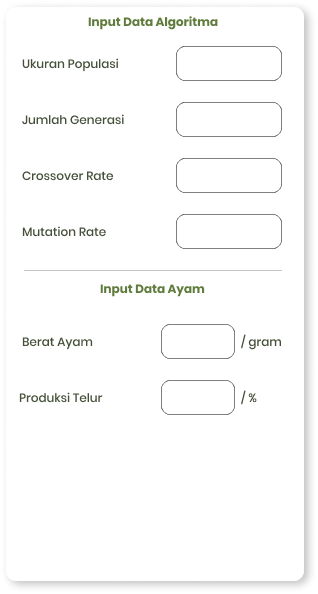 Input Data Algoritma
Ukuran Populasi
Jumlah Generasi
Crossover Rate
Mutation Rate
Input Data Ayam
Berat Ayam / gram
Produksi Telur / %